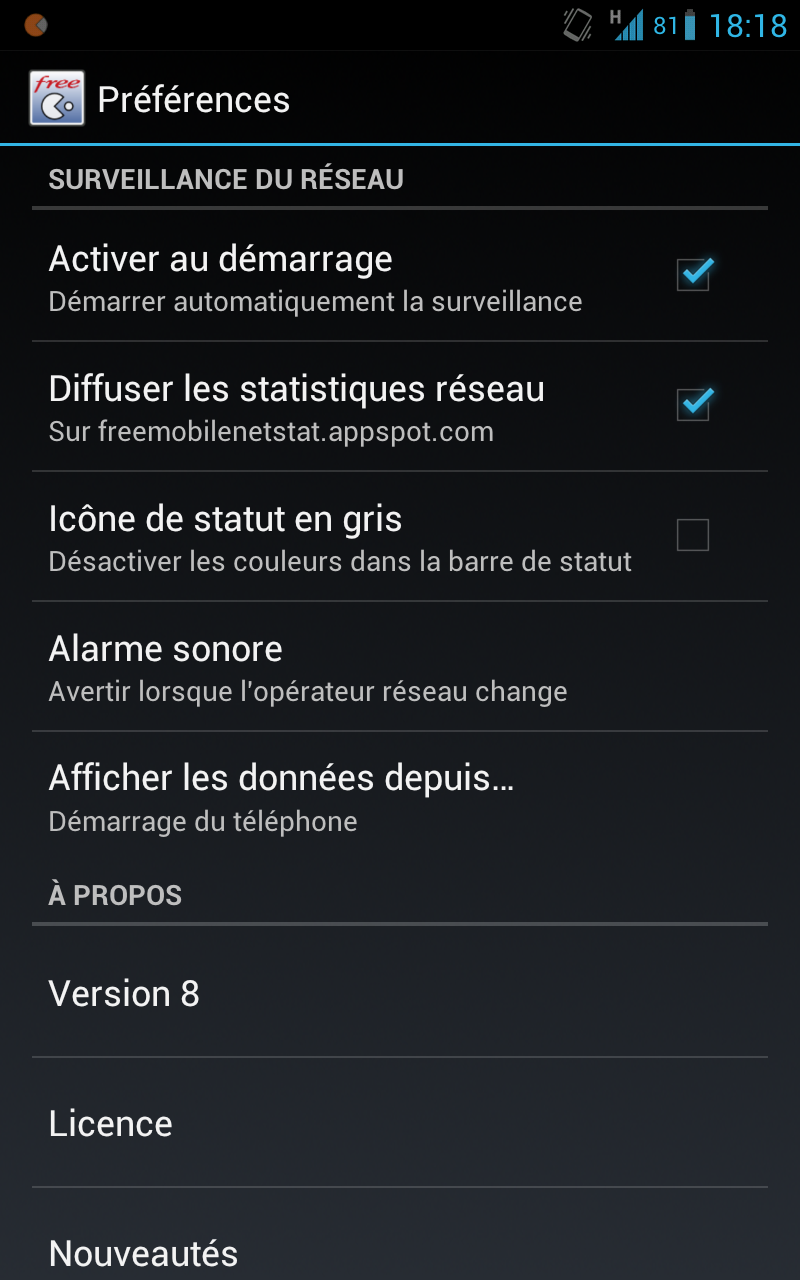 H 81 18:18
free
Préférences
SURVEILLANCE DU RÉSEAU
Activer au démarrage
Démarrer automatiquement la surveillance
Diffuser les statistiques réseau
Sur freemobilenetstat.appspot.com
Icône de statut en gris
Désactiver les couleurs dans la barre de statut
Alarme sonore
Avertir lorsque l'opérateur réseau change
Afficher les données depuis...
Démarrage du téléphone
À PROPOS
Version 8
Licence
Nouveautés